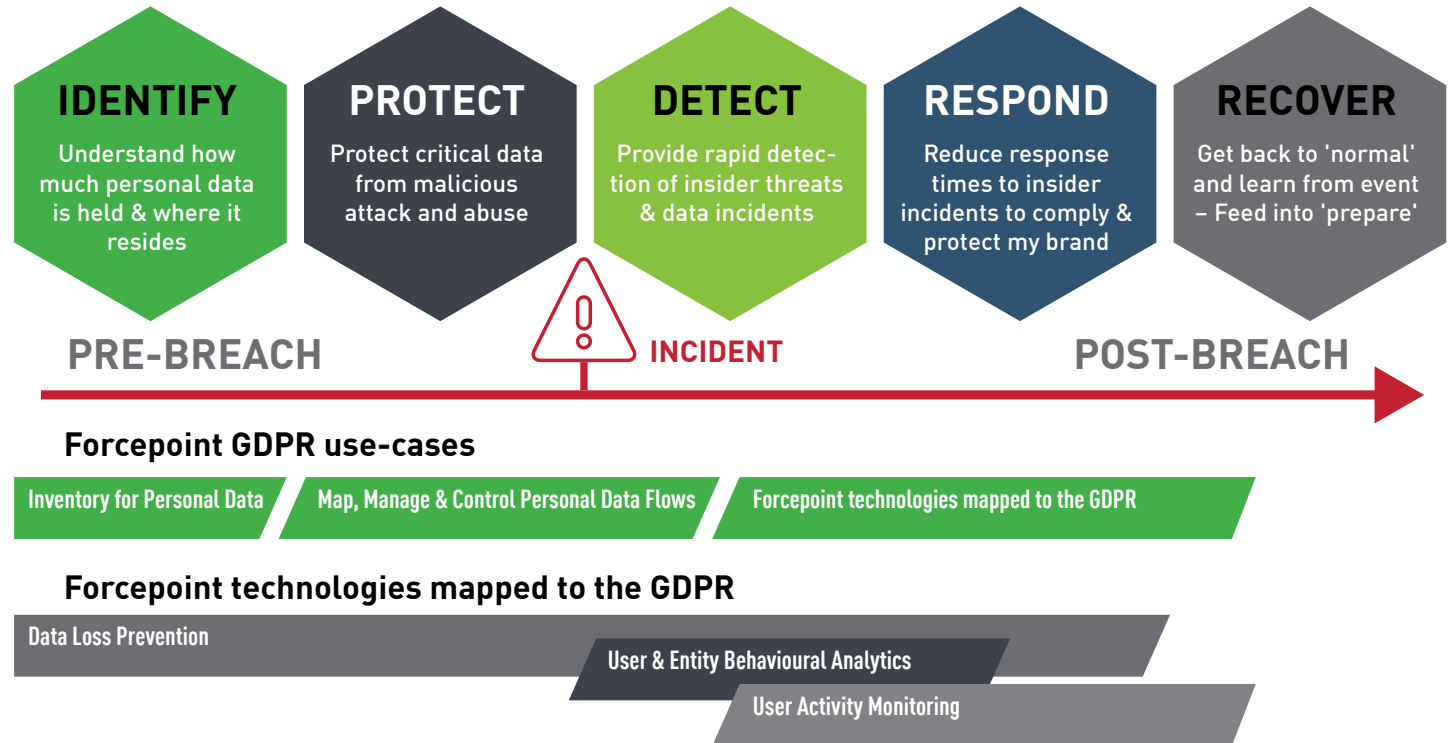 IDENTIFY
Understand how
much personal data
is held & where it
resides
PROTECT
Protect critical data
from malicious
attack and abuse
DETECT
Provide rapid detec-
tion of insider threats
& data incidents
RESPOND
Reduce response
times to insider
incidents to comply &
protect my brand
RECOVER
Get back to 'normal'
and learn from event
– Feed into 'prepare'
PRE-BREACH
INCIDENT
POST-BREACH
Forcepoint GDPR use-cases
Inventory for Personal Data
Map, Manage & Control Personal Data Flows
Forcepoint technologies mapped to the GDPR
Forcepoint technologies mapped to the GDPR
Data Loss Prevention
User & Entity Behavioural Analytics
User Activity Monitoring